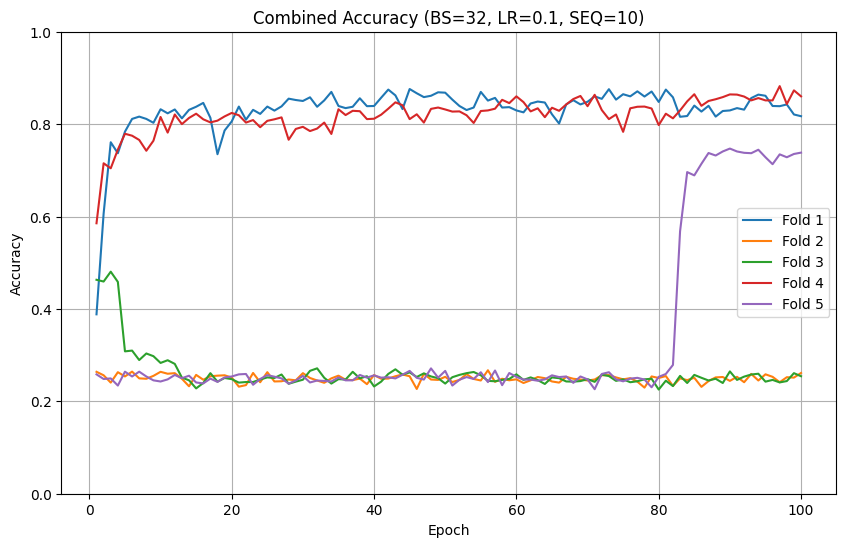 Combined Accuracy (BS=32, LR=0.1, SEQ=10)
1.0
0.8
0.6
0.4
0.2
0.0
Accuracy
Fold 1
Fold 2
Fold 3
Fold 4
Fold 5
0 20 40 60 80 100
Epoch